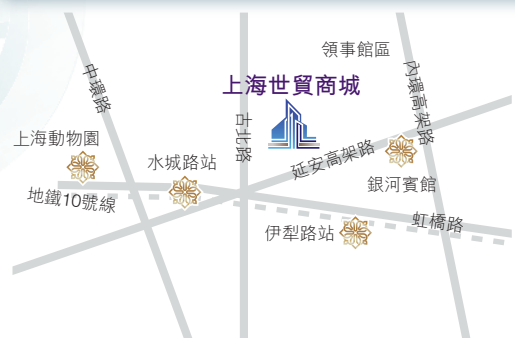 領事館區
中環路
內環高架路
上海世貿商城
上海動物園
古北路
水城路站
延安高架路
銀河賓館
地鐵10號線
虹橋路
伊犁路站